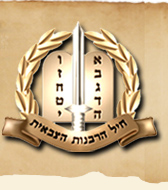 א ו
ב ג ז ח
ד ה ט י
חיל הרבנות הצבאית